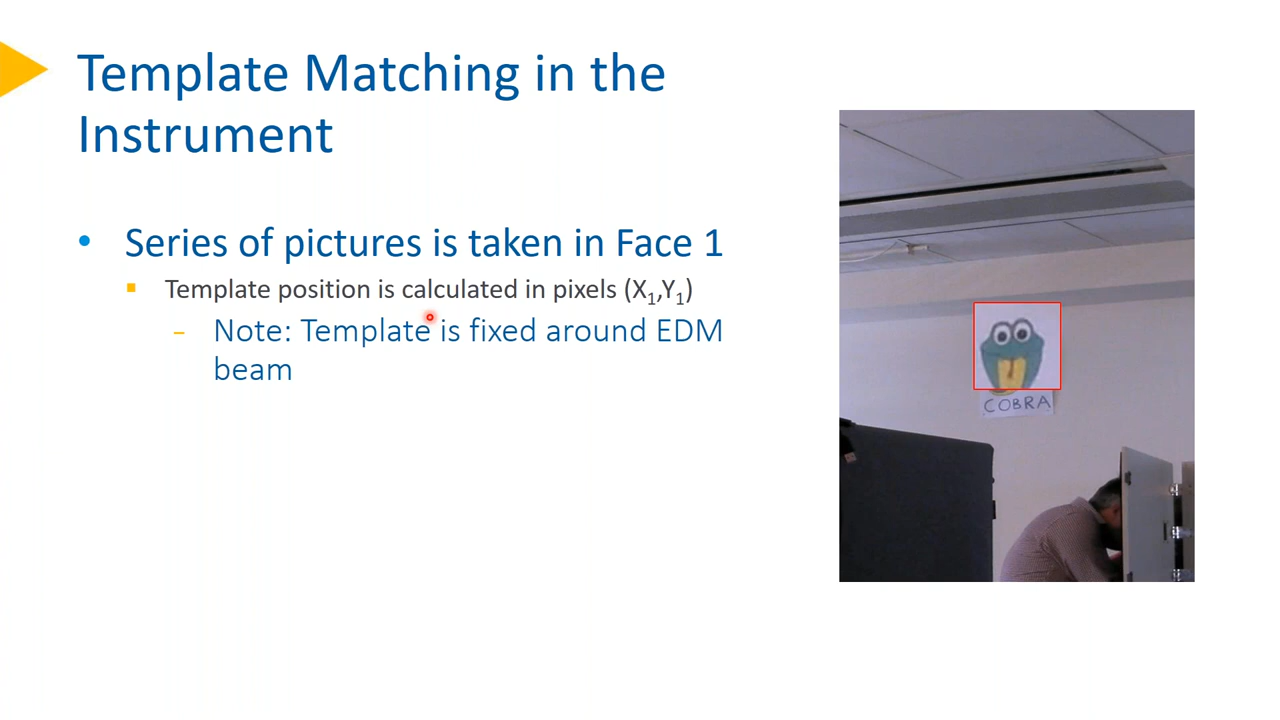 Template Matching in the
Instrument
• Series of pictures is taken in Face 1
▪ Template position is calculated in pixels (X₁,Y₁)
– Note: Template is fixed around EDM
beam
COBRA